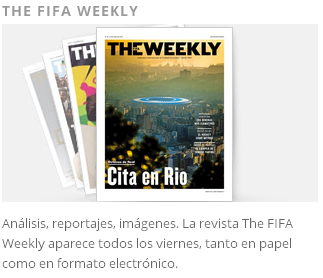 THE FIFA WEEKLY
THE WEEKLY
Cita en Rio
Análisis, reportajes, imágenes. La revista The FIFA
Weekly aparece todos los viernes, tanto en papel
como en formato electrónico.